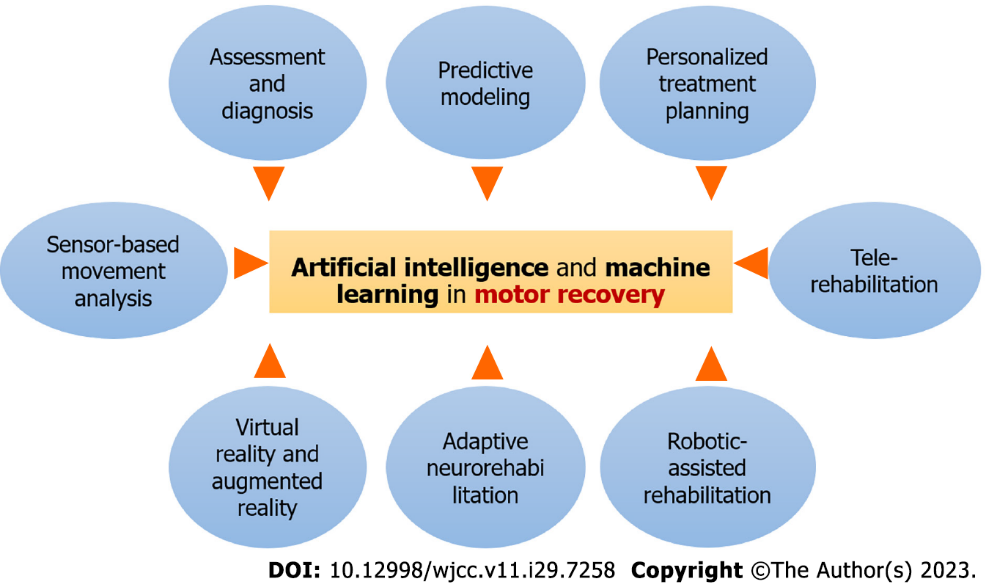 Assessment
and
diagnosis
Predictive
modeling
Personalized
treatment
planning
Sensor-based
movement
analysis
Artificial intelligence and machine
learning in motor recovery
Tele-
rehabilitation
Virtual
reality and
augmented
reality
Adaptive
neurorehabi
litation
Robotic-
assisted
rehabilitation
DOI: 10.12998/wjcc.v11.i29.7258 Copyright ©The Author(s) 2023.